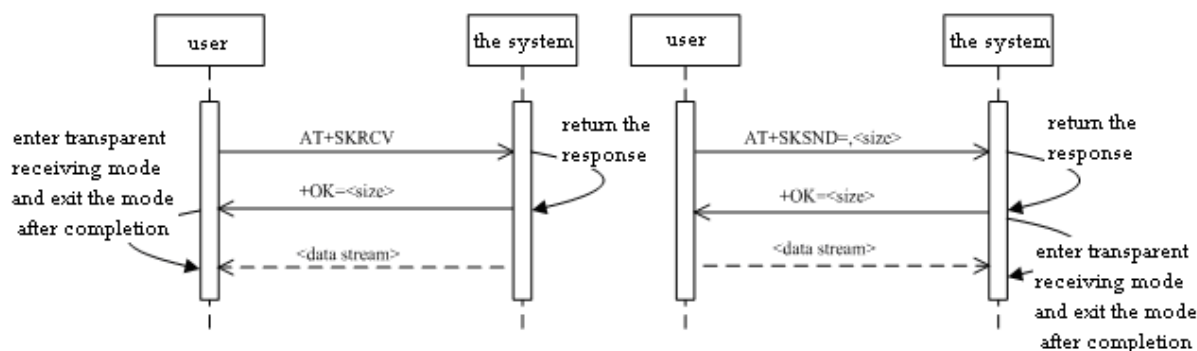 user
the system
enter transparent
receiving mode
and exit the mode
after completion
AT+SKRCV
return the
response
+OK=<size>
<data stream>
user
the system
AT+SKSND=,<size>
return the
response
+OK=<size>
<data stream>
enter transparent
receiving mode
and exit the mode
after completion